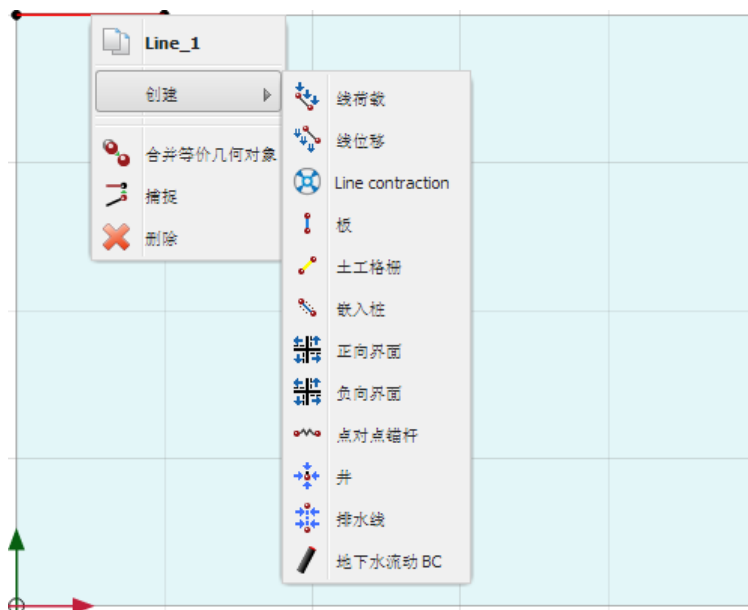 Line_1
创建
合并等价几何对象
捕捉
删除
线荷载
线位移
Line contraction
板
土工格栅
嵌入桩
正向界面
负向界面
点对点锚杆
井
排水线
地下水流动 BC